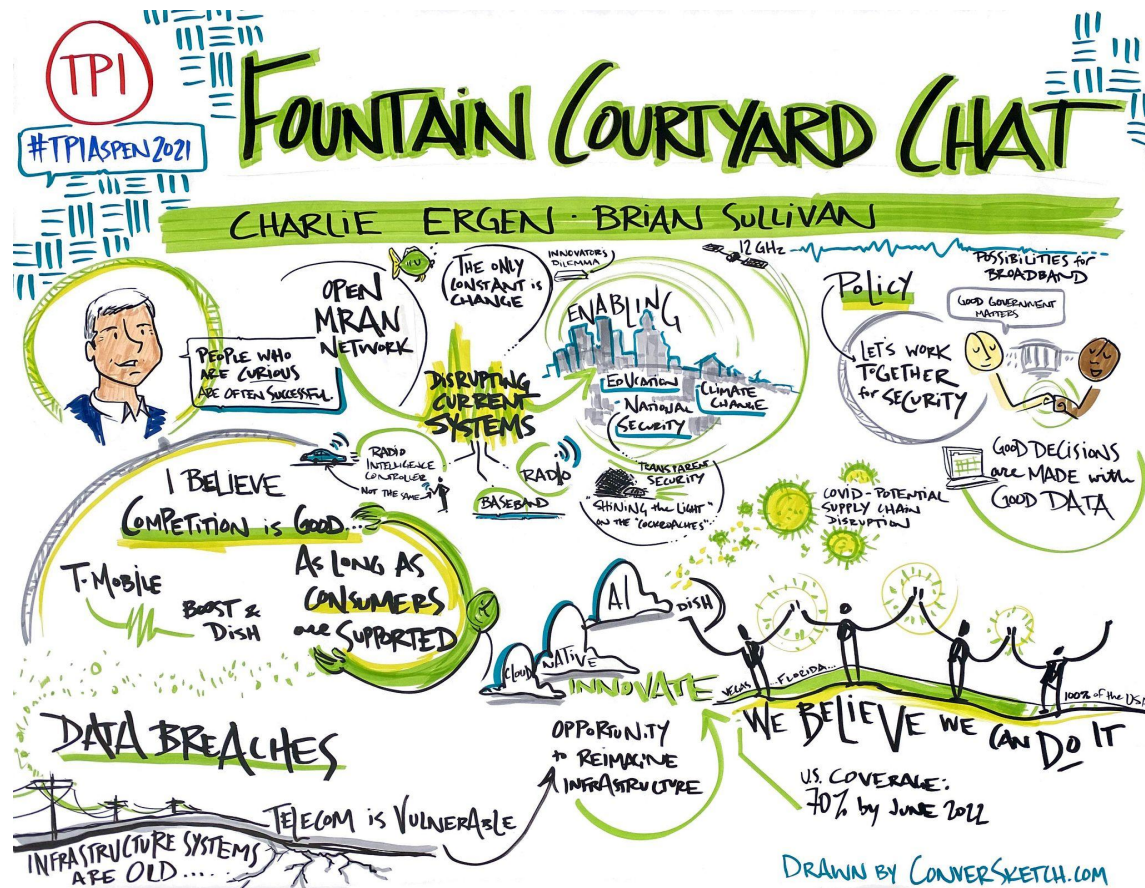 TPI
#TPIASPEN2021
FOUNTAIN COURTYARD CHAT
CHARLIE ERGEN · BRIAN SULLIVAN
PEOPLE WHO
ARE CURIOUS
ARE OFTEN SUCCESSFUL
OPEN
MRAN
NETWORK
THE ONLY
CONSTANT is
CHANGE
INNOVATOR'S
DILEMMA
DISRUPTING
CURRENT
SYSTEMS
RADIO
INTELLIGENCE
CONTROLLER
NOT THE SAME
BASEBAND
RADIO
ENABLING
EDUCATION
CLIMATE
CHANGE
NATIONAL
SECURITY
TRANSPARENT
SECURITY
"SHINING the LIGHT
ON THE "COCKROACHES"
12 GHz
POSSIBILITIES for
BROADBAND
POLICY
GOOD GOVERNMENT
MATTERS
LET'S WORK
TOGETHER
for SECURITY
GOOD DECISIONS
are MADE with
GOOD DATA
COVID-POTENTIAL
SUPPLY CHAIN
DISRUPTION
I BELIEVE
COMPETITION is GOOD...
AS LONG AS
CONSUMERS
are SUPPORTED
T-MOBILE
BOOST &
DISH
CLOUD
NATIVE
AI
DISH
INNOVATE
OPPORTUNITY
to REIMAGINE
INFRASTRUCTURE
VEGAS
...FLORIDA...
100% of the USA
WE BELIEVE WE CAN DO IT
U.S. COVERAGE:
70% by JUNE 2022
DATA BREACHES
TELECOM is VULNERABLE
INFRASTRUCTURE SYSTEMS
ARE OLD.....
DRAWN BY CONVERSKETCH.COM